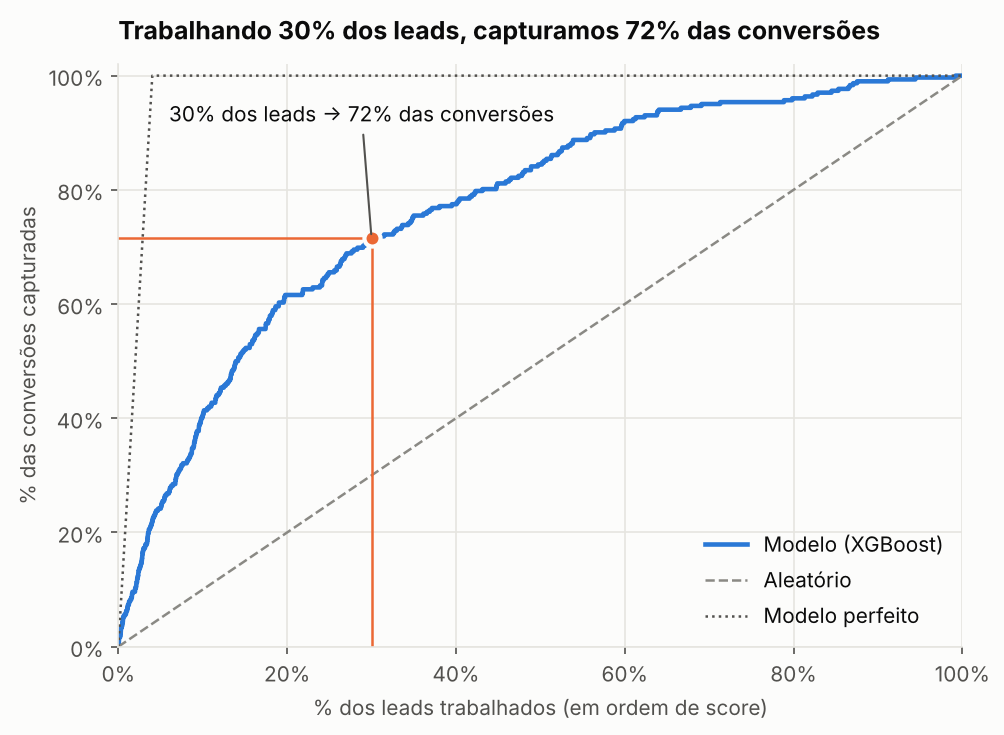 Trabalhando 30% dos leads, capturamos 72% das conversões
100%
80%
60%
40%
20%
0%
% das conversões capturadas
30% dos leads → 72% das conversões
Modelo (XGBoost)
Aleatório
Modelo perfeito
0% 20% 40% 60% 80% 100%
% dos leads trabalhados (em ordem de score)